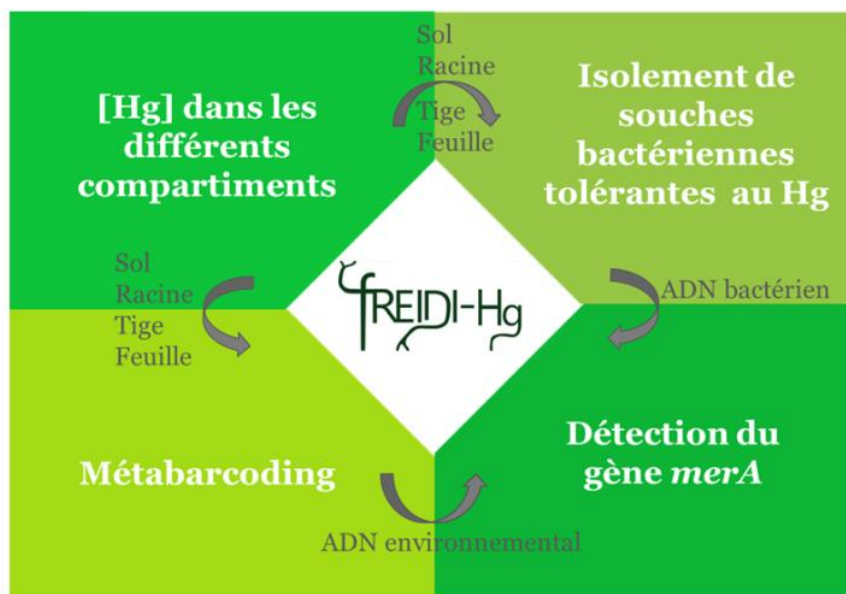 [Hg] dans les
différents
compartiments
Sol
Racine
Tige
Feuille
Isolement de
souches
bactériennes
tolérantes au Hg
Sol
Racine
Tige
Feuille
FREIDI-Hg
ADN bactérien
Métabarcoding
Détection du
gène merA
ADN environnemental